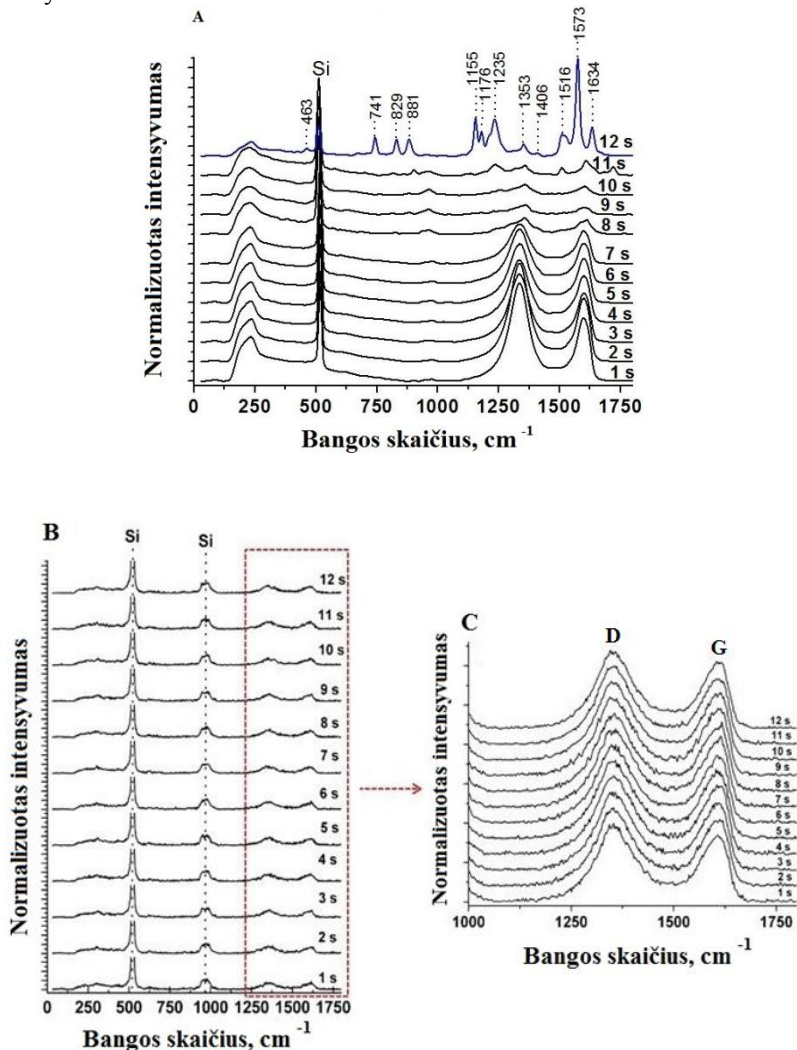 A
Normalizuotas intensyvumas
Si
463
741
829
881
1155
1176
1235
1353
1406
1516
1573
1634
12 s
11 s
10 s
9 s
8 s
7 s
6 s
5 s
4 s
3 s
2 s
1 s
0 250 500 750 1000 1250 1500 1750
Bangos skaičius, cm -1
B
Normalizuotas intensyvumas
Si Si
12 s
11 s
10 s
9 s
8 s
7 s
6 s
5 s
4 s
3 s
2 s
1 s
0 250 500 750 1000 1250 1500 1750
Bangos skaičius, cm -1
C
Normalizuotas intensyvumas
D G
12 s
11 s
10 s
9 s
8 s
7 s
6 s
5 s
4 s
3 s
2 s
1 s
1000 1250 1500 1750
Bangos skaičius, cm -1